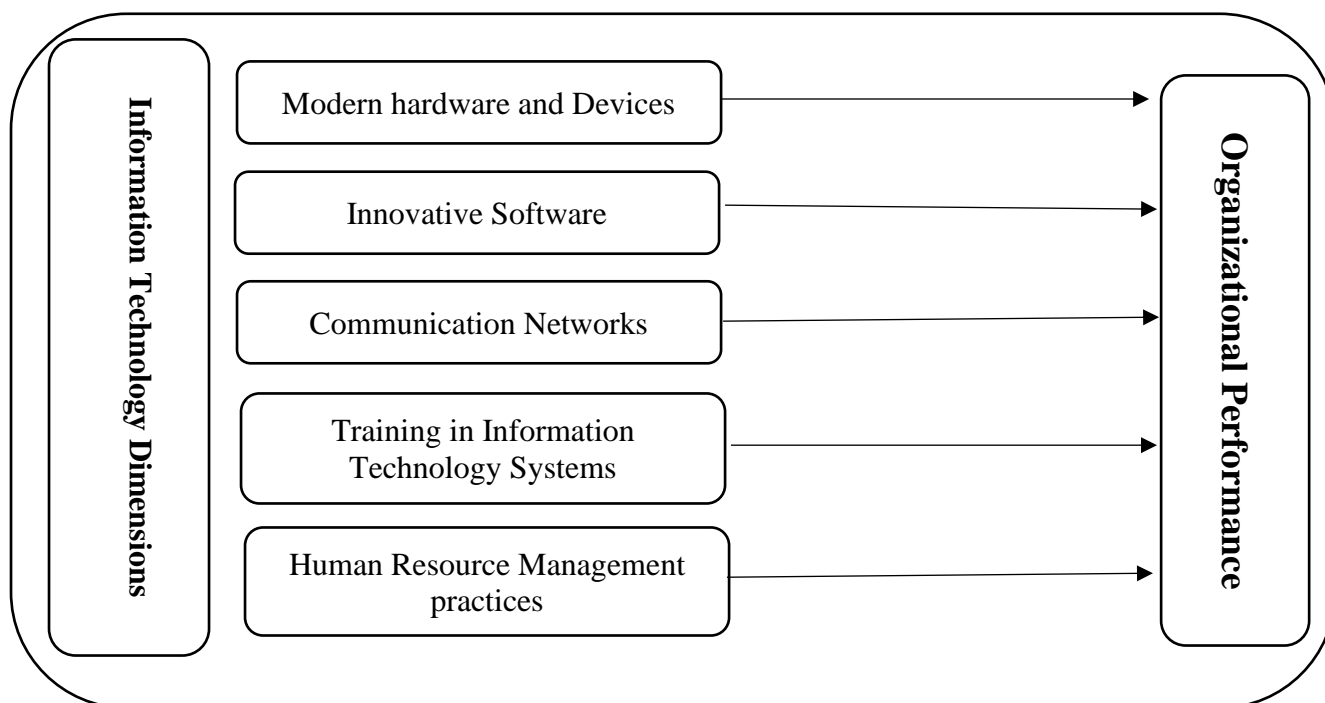 Information Technology Dimensions
Modern hardware and Devices
Innovative Software
Communication Networks
Training in Information
Technology Systems
Human Resource Management
practices
Organizational Performance